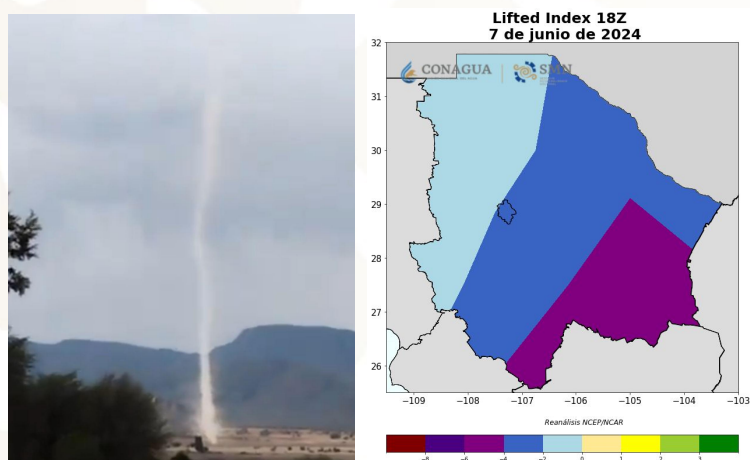 Lifted Index 18Z
7 de junio de 2024
CONAGUA
SMN
32
31
30
29
28
27
26
−109 −108 −107 −106 −105 −104 −103
Reanálisis NCEP/NCAR